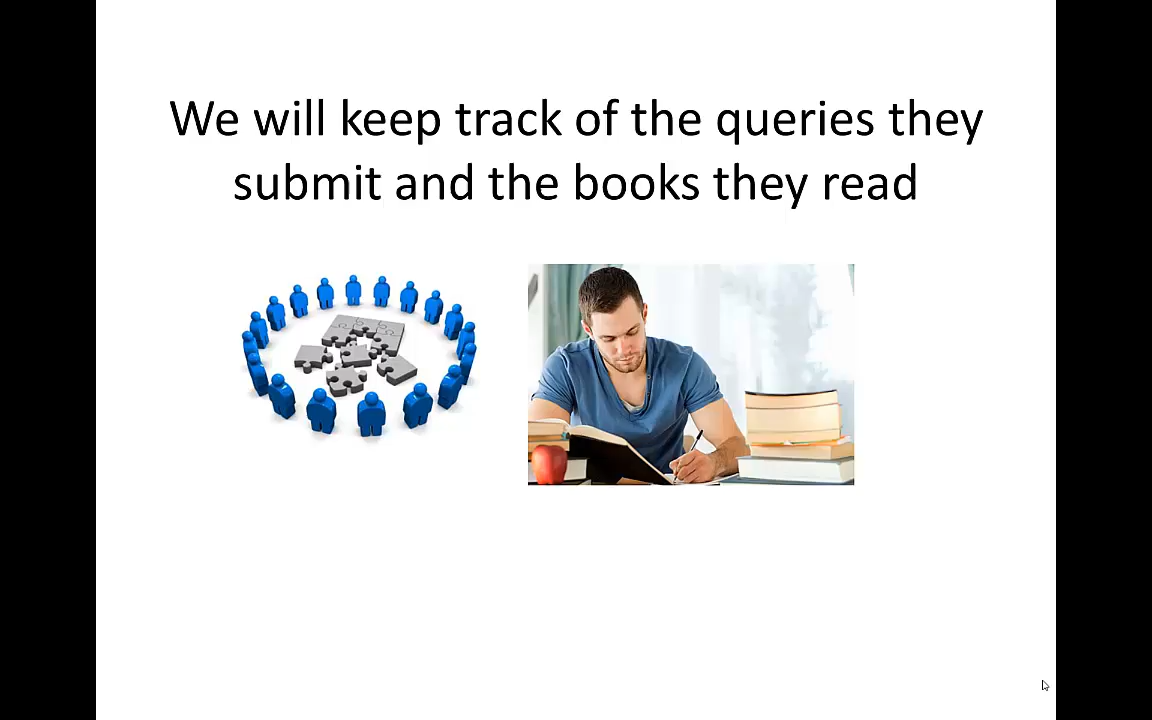 We will keep track of the queries they
submit and the books they read